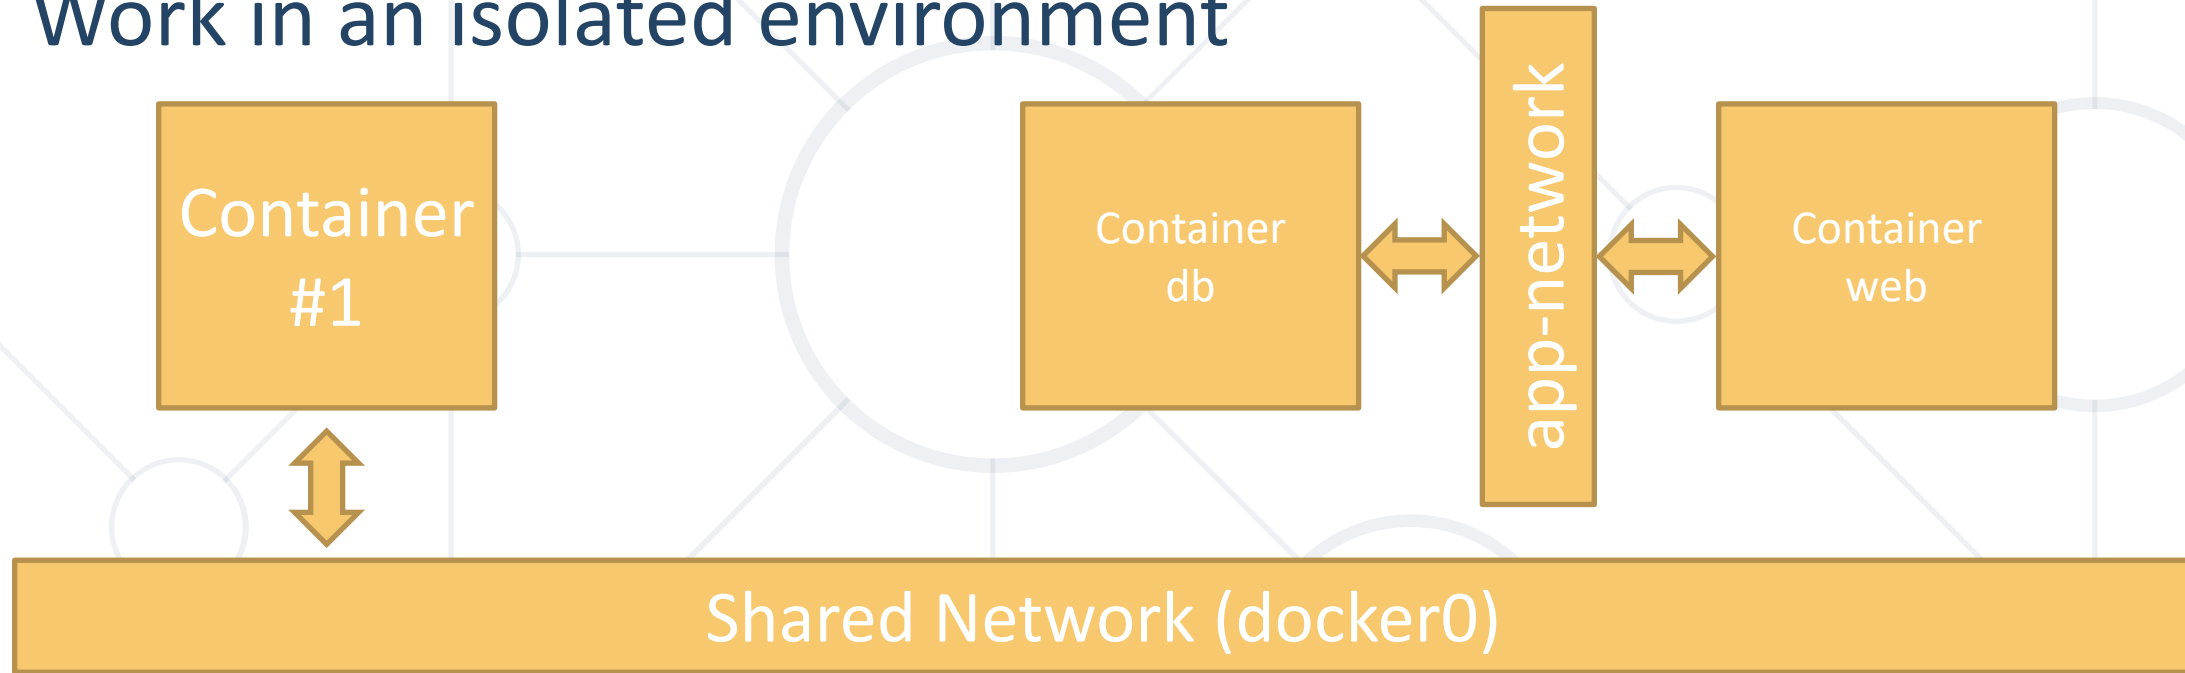 Work in an isolated environment
Container
#1
Container
db
app-network
Container
web
Shared Network (docker0)